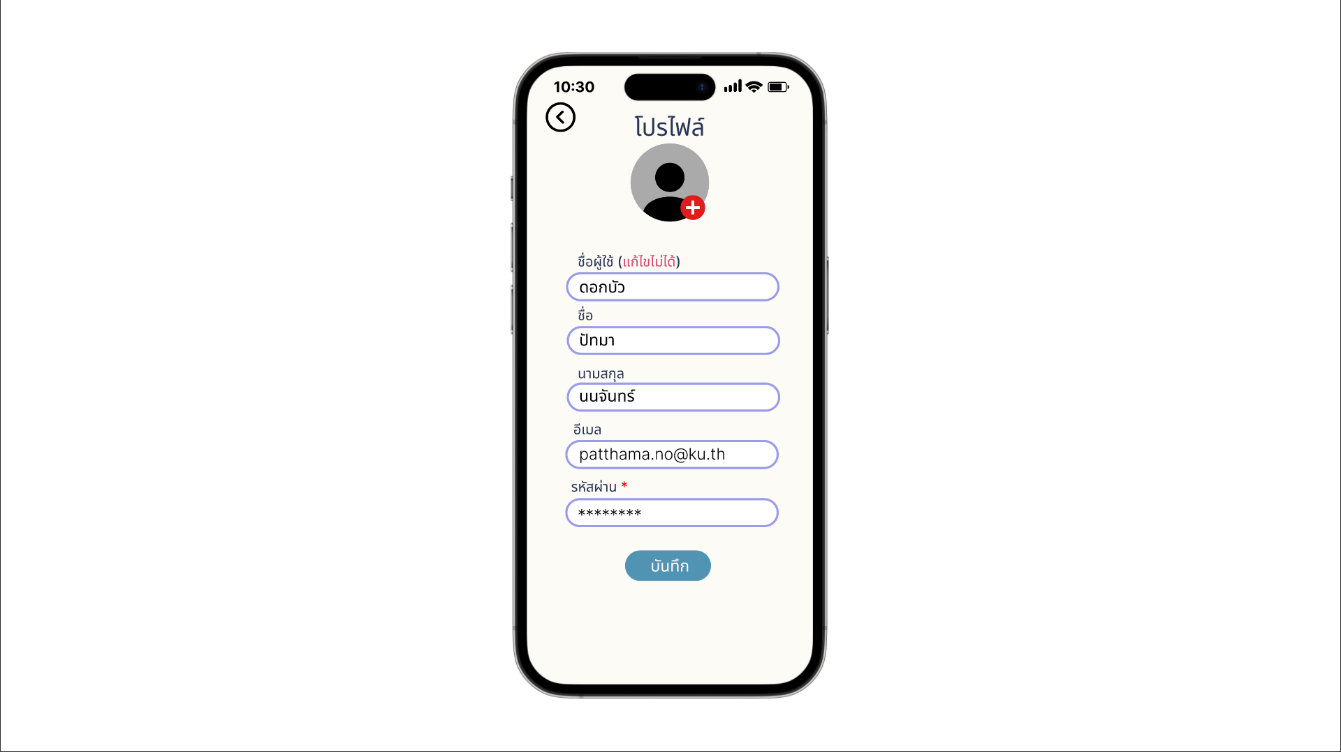 10:30
โปรไฟล์
ชื่อผู้ใช้ (แก้ไขไม่ได้)
ดอกบัว
ชื่อ
ปัทมา
นามสกุล
นนจันทร์
อีเมล
patthama.no@ku.th
รหัสผ่าน *
********
บันทึก